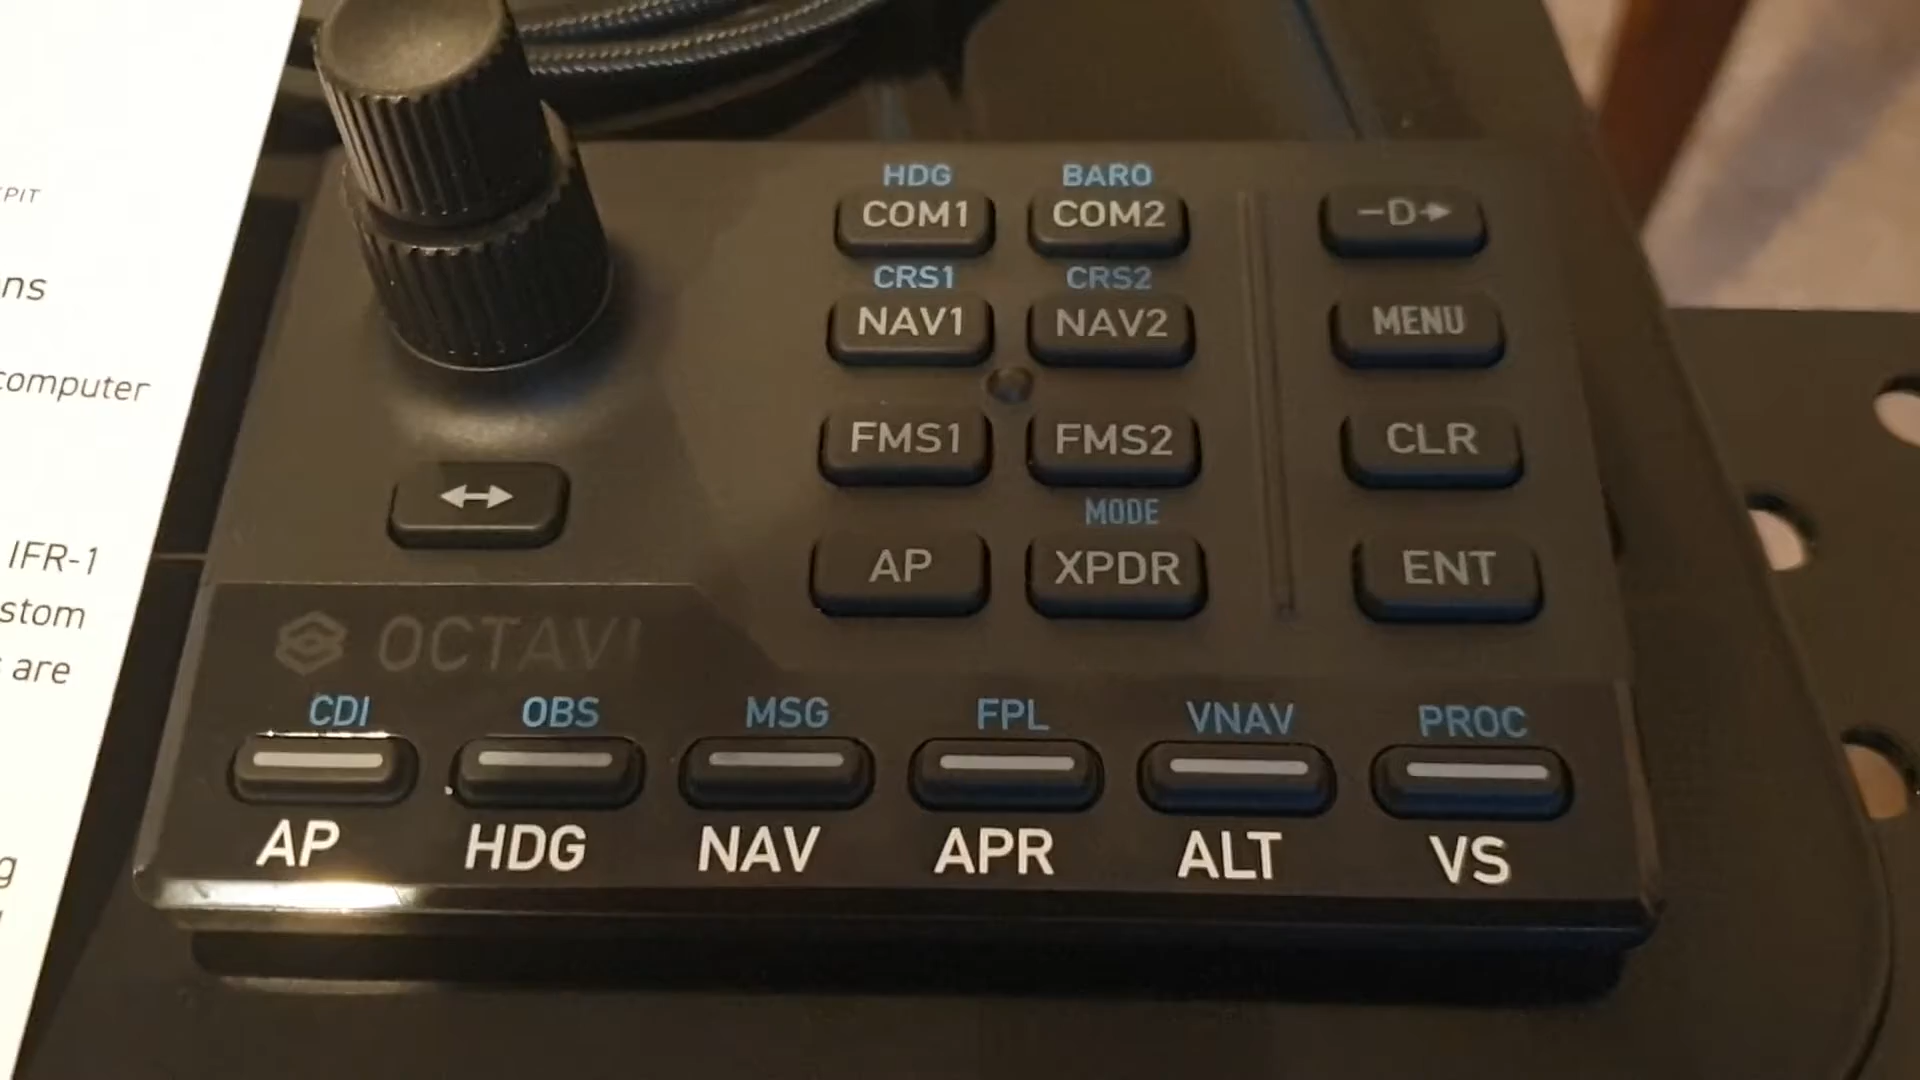 PIT
ns
computer
IFR-1
stom
are
g
HDG BARO
COM1 COM2 -D→
CRS1 CRS2
NAV1 NAV2 MENU
FMS1 FMS2 CLR
MODE
AP XPDR ENT
OCTAVI
CDI OBS MSG FPL VNAV PROC
AP HDG NAV APR ALT VS